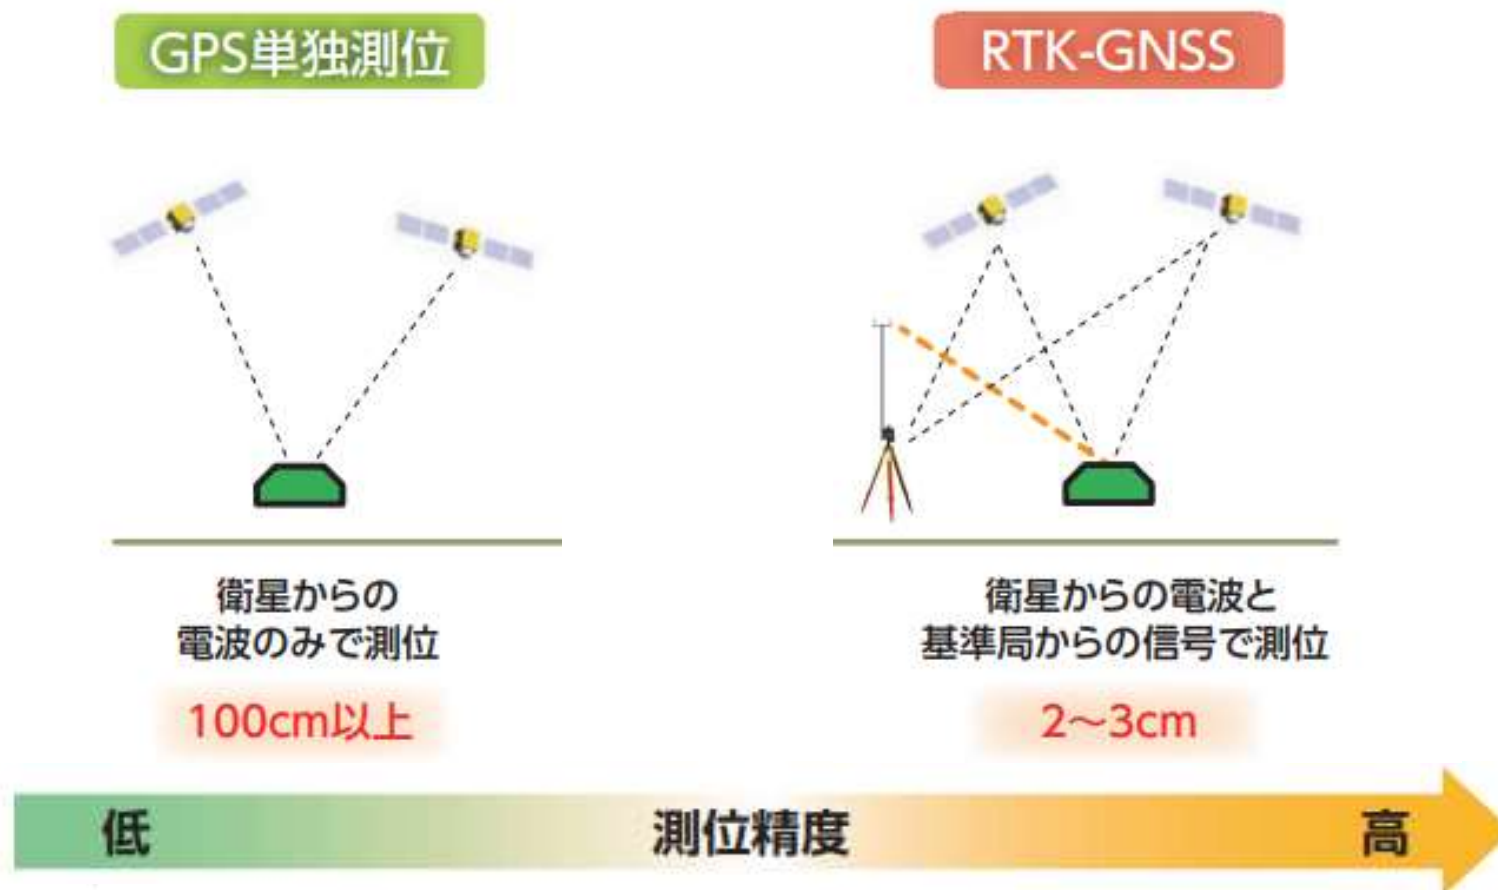 GPS単独測位
衛星からの
電波のみで測位
100cm以上
RTK-GNSS
衛星からの電波と
基準局からの信号で測位
2～3cm
低
測位精度
高